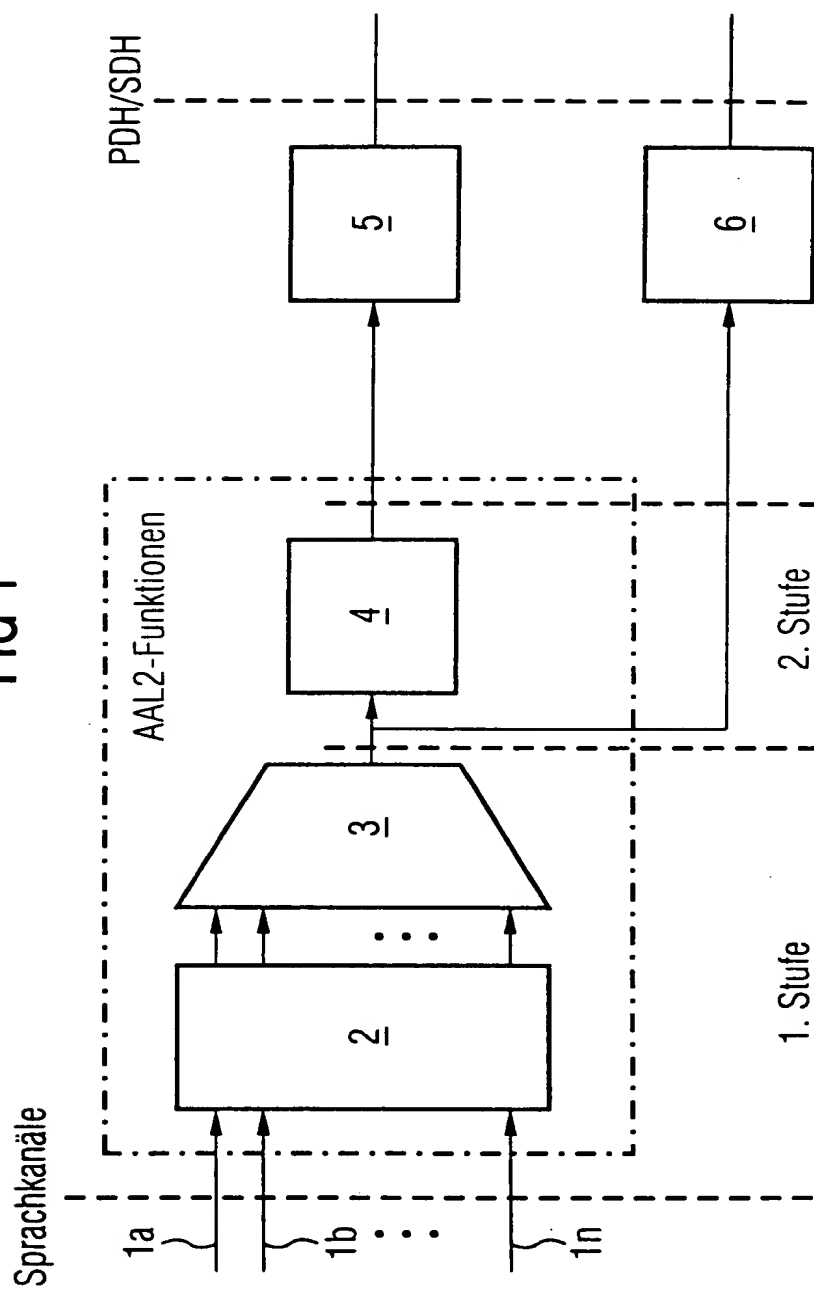 Sprachkanäle
PDH/SDH
AAL2-Funktionen
1a
1b
1n
2
3
4
5
6
1. Stufe
2. Stufe